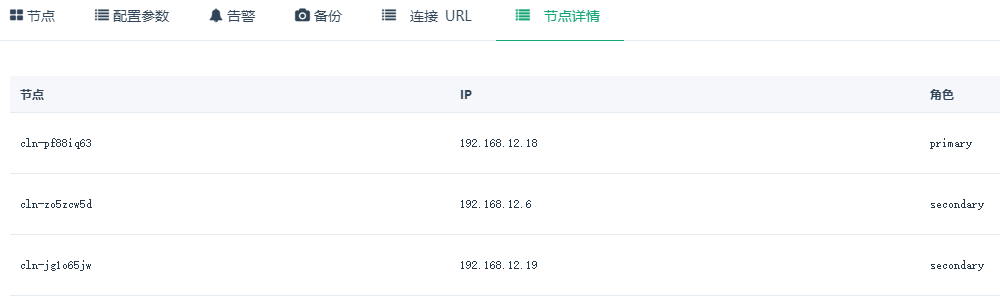 节点 配置参数 告警 备份 连接 URL 节点详情
节点 IP 角色
cln-pf88iq63 192.168.12.18 primary
cln-zo5zcw5d 192.168.12.6 secondary
cln-jg1o65jw 192.168.12.19 secondary